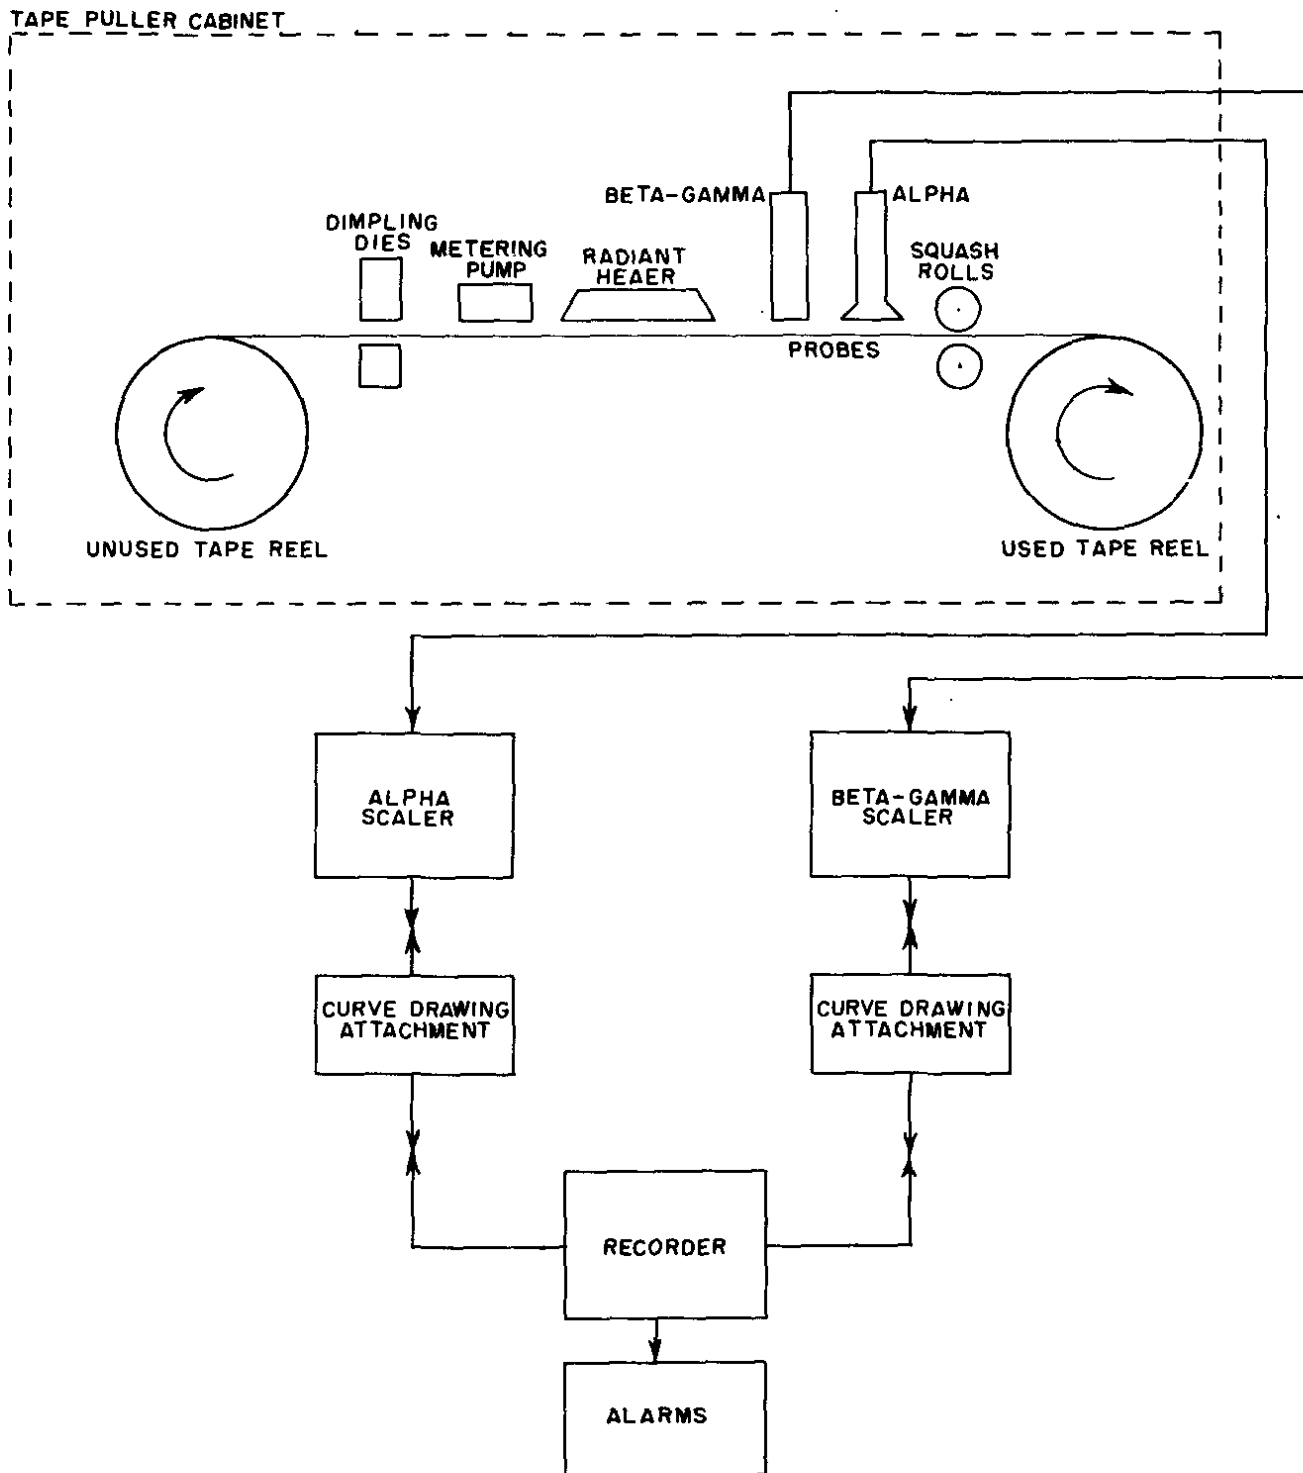 TAPE PULLER CABINET
BETA-GAMMA
ALPHA
DIMPLING
DIES
METERING
PUMP
RADIANT
HEAER
SQUASH
ROLLS
PROBES
UNUSED TAPE REEL
USED TAPE REEL
ALPHA
SCALER
BETA-GAMMA
SCALER
CURVE DRAWING
ATTACHMENT
CURVE DRAWING
ATTACHMENT
RECORDER
ALARMS